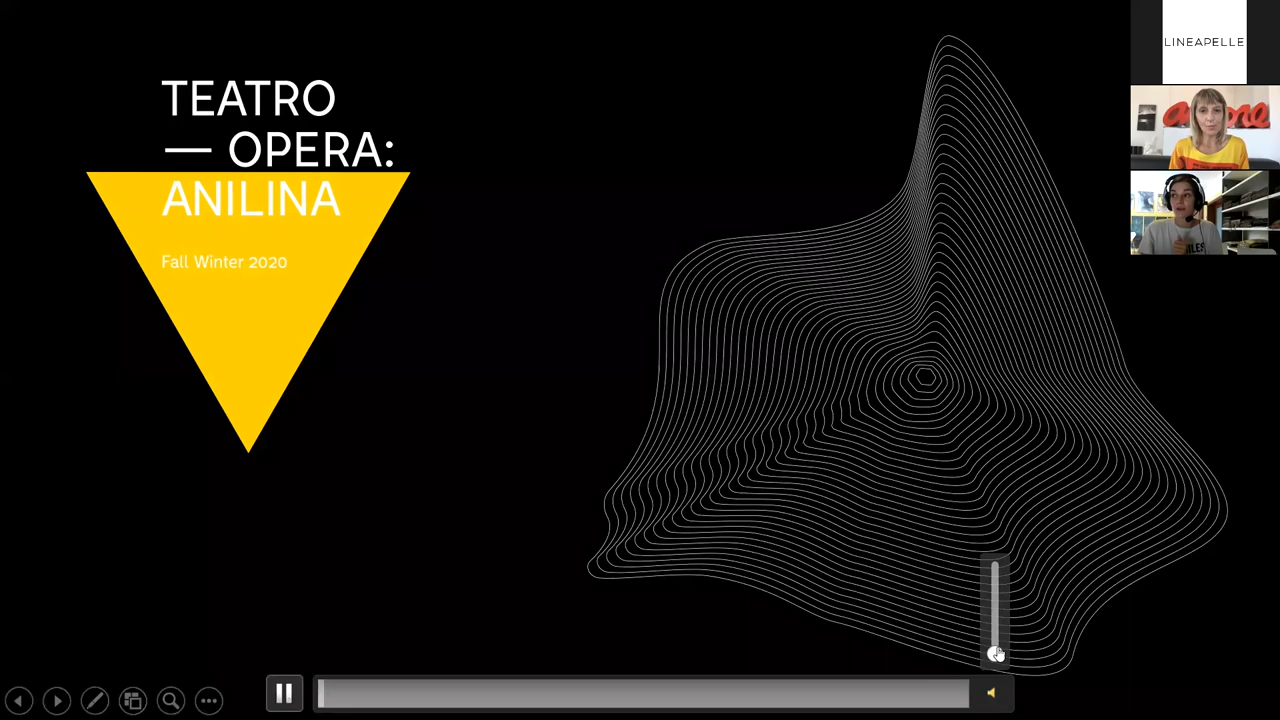 TEATRO
— OPERA:
ANILINA
Fall Winter 2020
LINEAPELLE